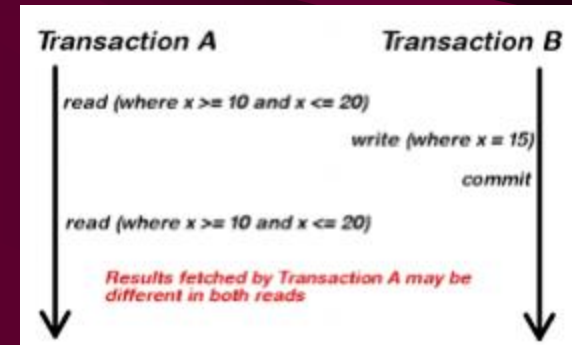 Transaction A Transaction B
read (where x >= 10 and x <= 20)
write (where x = 15)
commit
read (where x >= 10 and x <= 20)
Results fetched by Transaction A may be
different in both reads